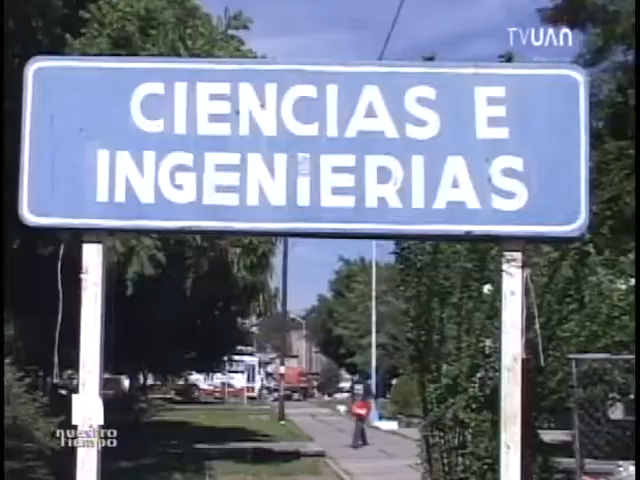 TVUAN
CIENCIAS E
INGENIERIAS
nuestro
tiempo